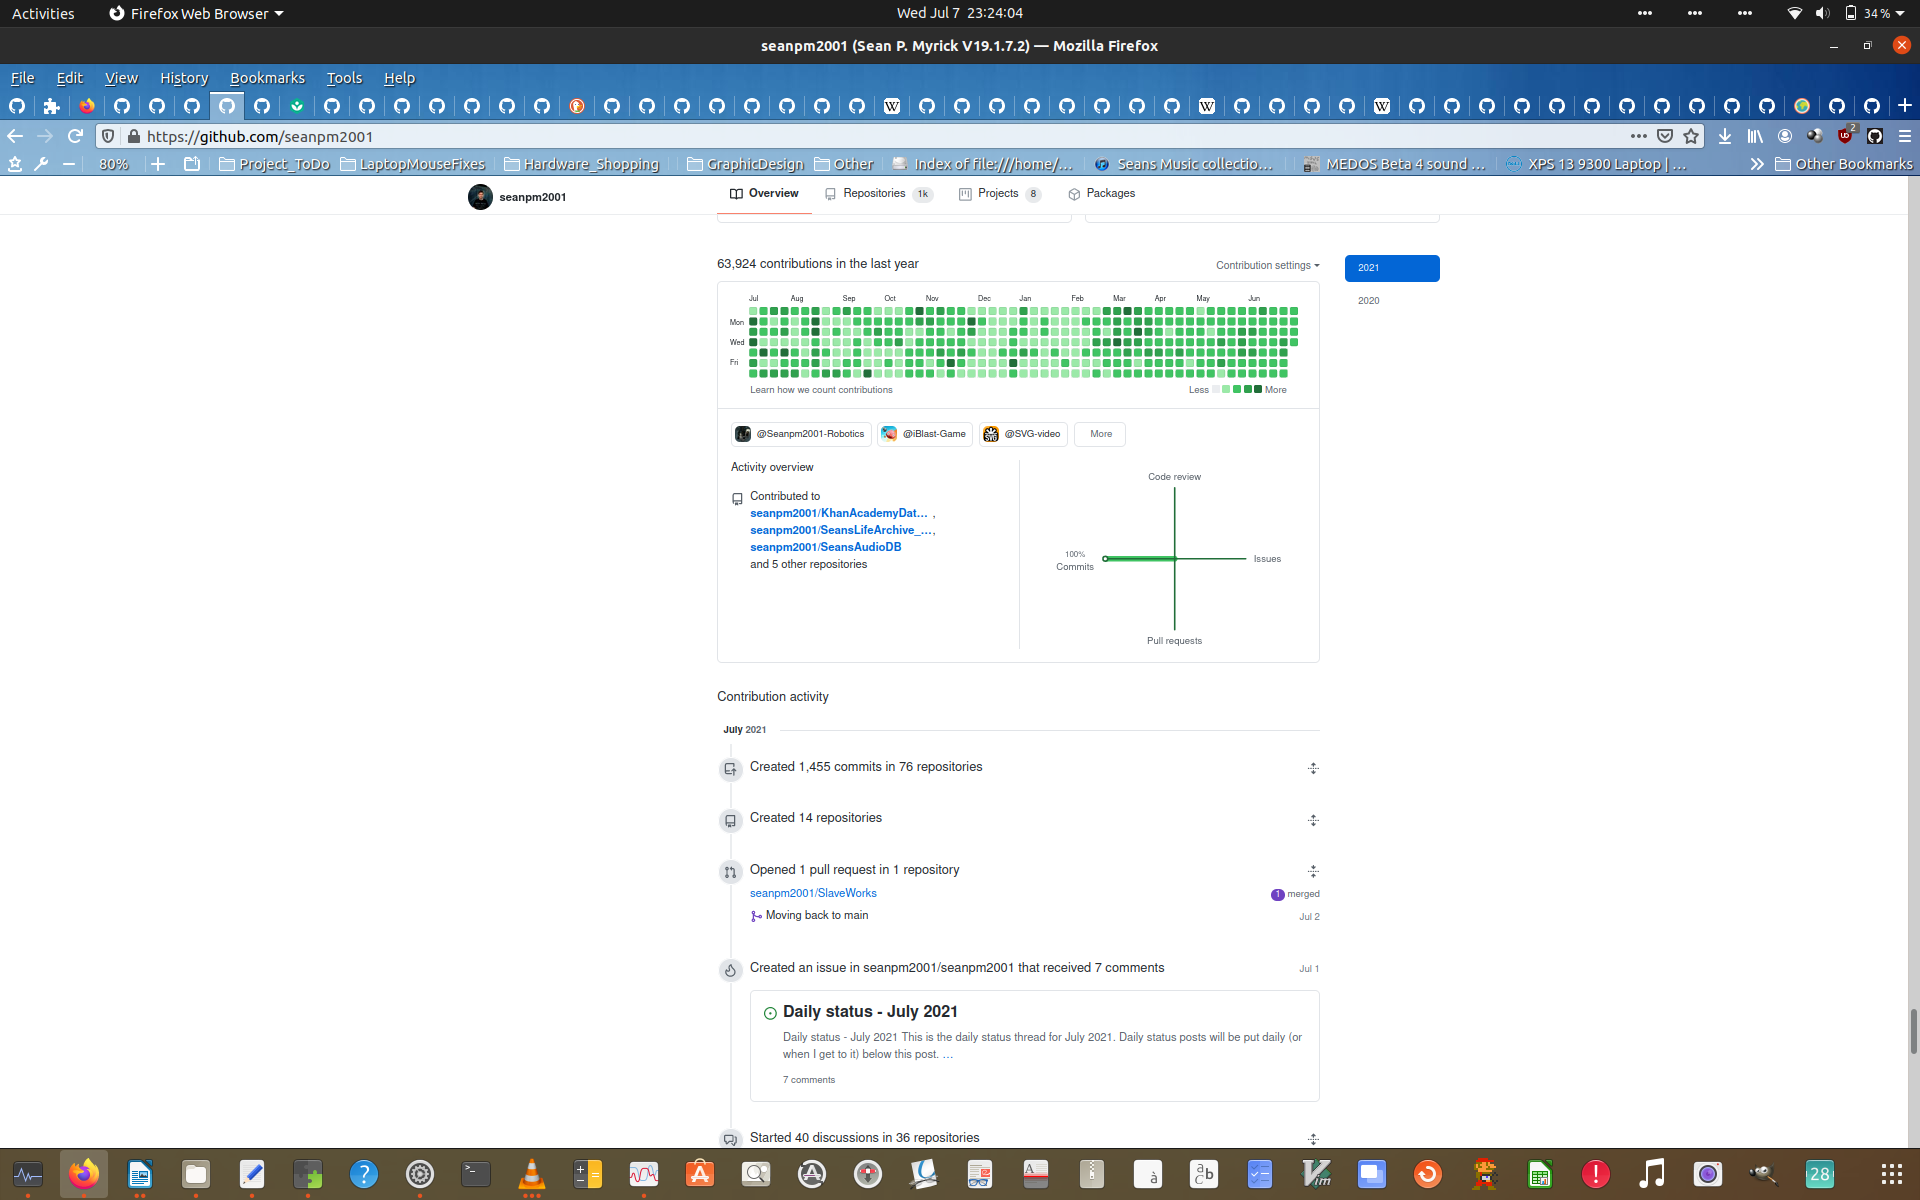 Activities
Firefox Web Browser
Wed Jul 7 23:24:04
34 %
seanpm2001 (Sean P. Myrick V19.1.7.2) — Mozilla Firefox
File Edit View History Bookmarks Tools Help
https://github.com/seanpm2001
2
80%
Project_ToDo
LaptopMouseFixes
Hardware_Shopping
GraphicDesign
Other
Index of file:///home/...
Seans Music collectio...
MEDOS Beta 4 sound ...
XPS 13 9300 Laptop | ...
Other Bookmarks
seanpm2001
Overview
Repositories 1k
Projects 8
Packages
63,924 contributions in the last year
Contribution settings
2021
2020
Jul Aug Sep Oct Nov Dec Jan Feb Mar Apr May Jun
Mon
Wed
Fri
Learn how we count contributions
Less More
@Seanpm2001-Robotics
@iBlast-Game
@SVG-video
More
Activity overview
Contributed to
seanpm2001/KhanAcademyDat... ,
seanpm2001/SeansLifeArchive_...,
seanpm2001/SeansAudioDB
and 5 other repositories
Code review
100%
Commits
Issues
Pull requests
Contribution activity
July 2021
Created 1,455 commits in 76 repositories
Created 14 repositories
Opened 1 pull request in 1 repository
seanpm2001/SlaveWorks
1 merged
Moving back to main
Jul 2
Created an issue in seanpm2001/seanpm2001 that received 7 comments
Jul 1
Daily status - July 2021
Daily status - July 2021 This is the daily status thread for July 2021. Daily status posts will be put daily (or
when I get to it) below this post. …
7 comments
Started 40 discussions in 36 repositories
28